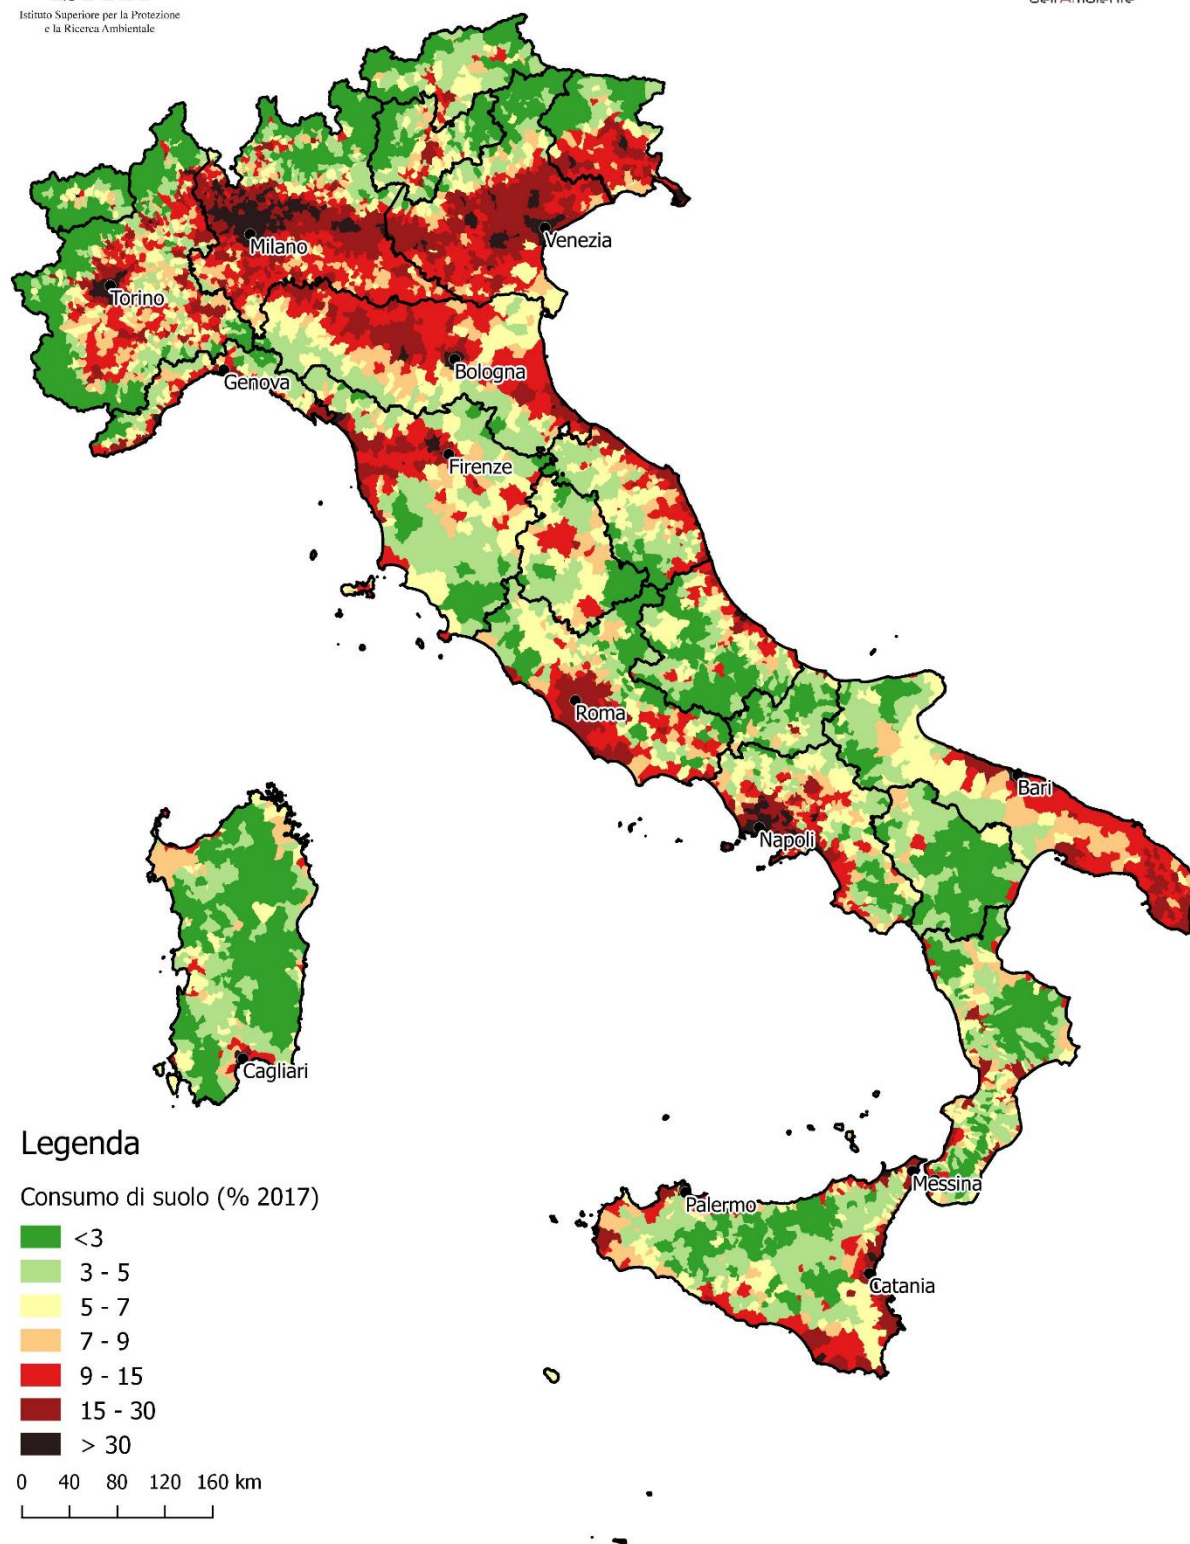 Istituto Superiore per la Protezione
e la Ricerca Ambientale
Milano
Venezia
Torino
Genova
Bologna
Firenze
Roma
Bari
Napoli
Cagliari
Messina
Palermo
Catania
Legenda
Consumo di suolo (% 2017)
<3
3 - 5
5 - 7
7 - 9
9 - 15
15 - 30
> 30
0 40 80 120 160 km